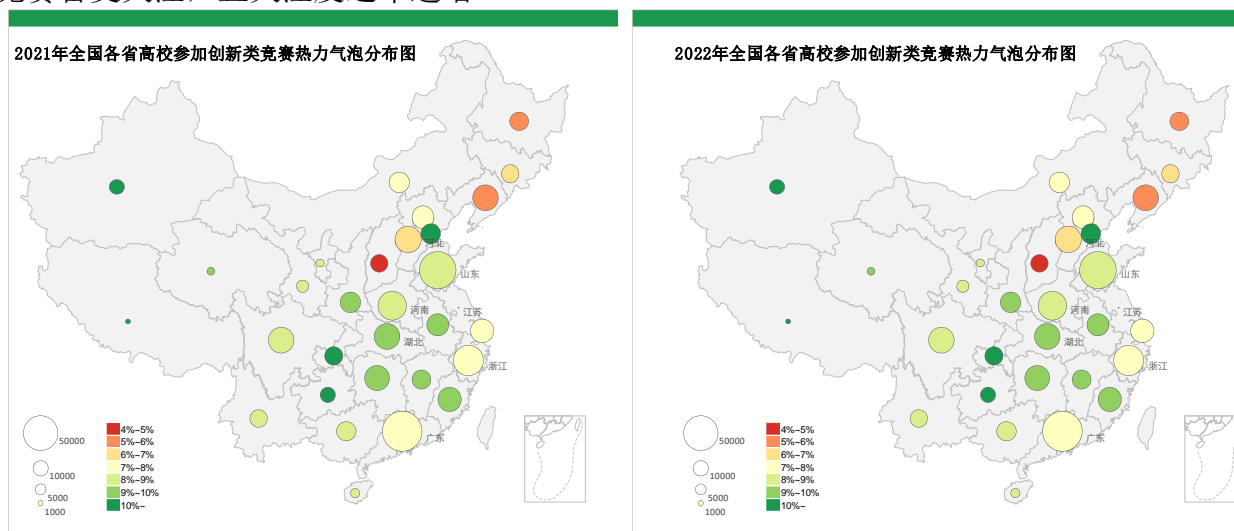 2021年全国各省高校参加创新类竞赛热力气泡分布图
河北
山东
河南
江苏
湖北
浙江
广东
50000
10000
5000
1000
4%~5%
5%~6%
6%~7%
7%~8%
8%~9%
9%~10%
10%~
2022年全国各省高校参加创新类竞赛热力气泡分布图
河北
山东
河南
江苏
湖北
浙江
广东
50000
10000
5000
1000
4%~5%
5%~6%
6%~7%
7%~8%
8%~9%
9%~10%
10%~